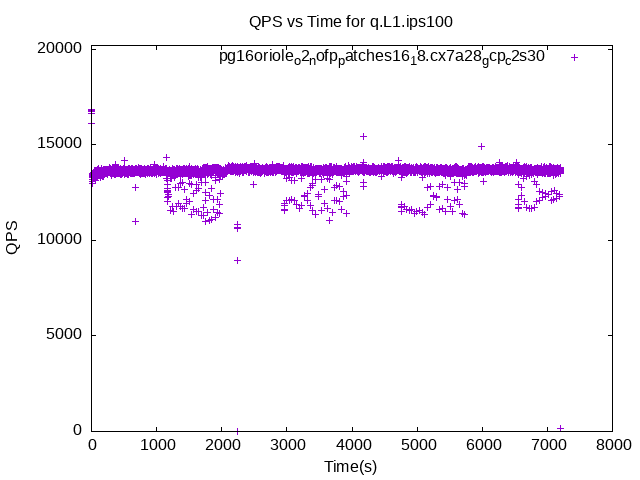 QPS vs Time for q.L1.ips100
pg16oriole_o2_nofp_patches16_18.cx7a28_gcp_c2s30
20000
15000
10000
5000
0
QPS
0 1000 2000 3000 4000 5000 6000 7000 8000
Time(s)